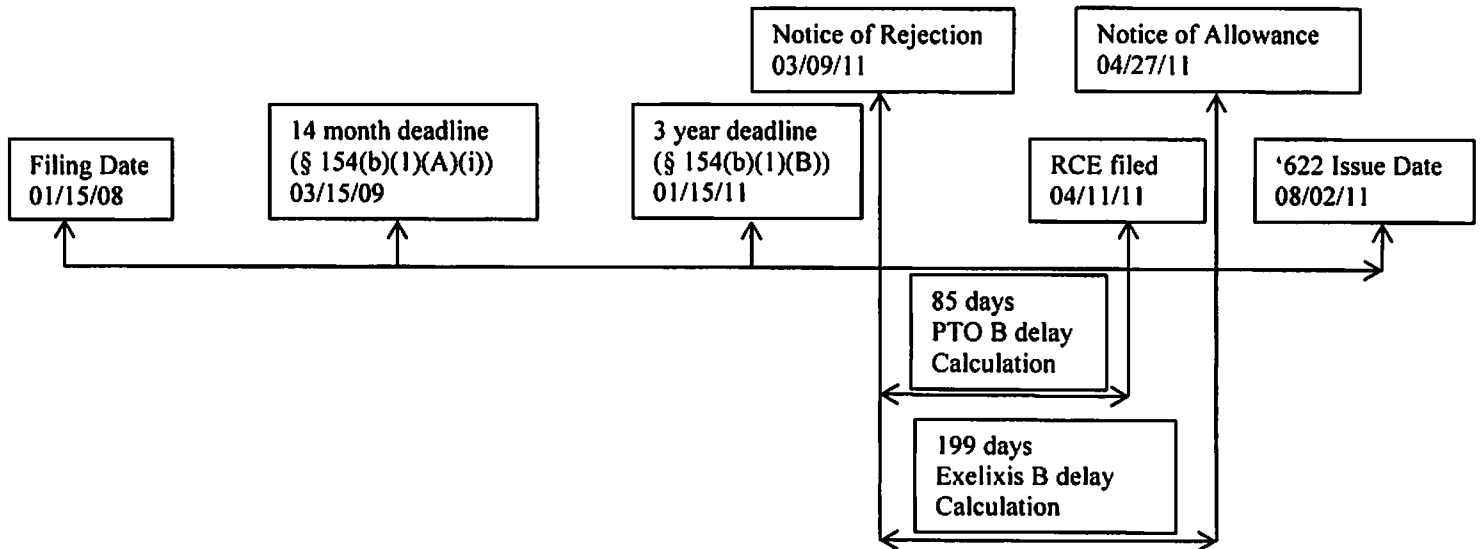 Notice of Rejection
03/09/11
Notice of Allowance
04/27/11
Filing Date
01/15/08
14 month deadline
(§ 154(b)(1)(A)(i))
03/15/09
3 year deadline
(§ 154(b)(1)(B))
01/15/11
RCE filed
04/11/11
‘622 Issue Date
08/02/11
85 days
PTO B delay
Calculation
199 days
Exelixis B delay
Calculation